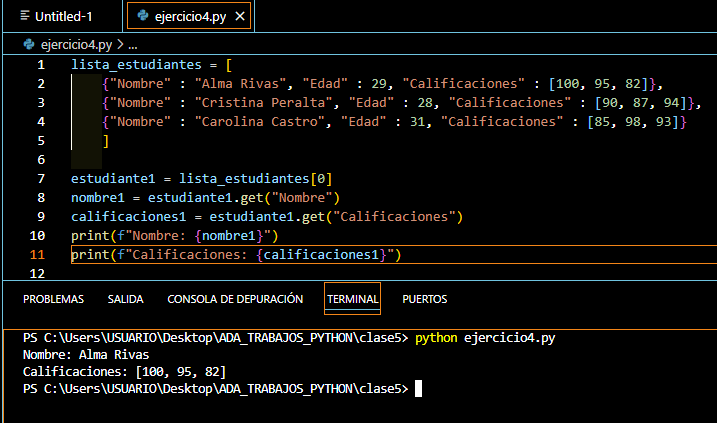 Untitled-1 ejercicio4.py
ejercicio4.py > ...
1 lista_estudiantes = [
2 {"Nombre" : "Alma Rivas", "Edad" : 29, "Calificaciones" : [100, 95, 82]},
3 {"Nombre" : "Cristina Peralta", "Edad" : 28, "Calificaciones" : [90, 87, 94]},
4 {"Nombre" : "Carolina Castro", "Edad" : 31, "Calificaciones" : [85, 98, 93]}
5 ]
6
7 estudiante1 = lista_estudiantes[0]
8 nombre1 = estudiante1.get("Nombre")
9 calificaciones1 = estudiante1.get("Calificaciones")
10 print(f"Nombre: {nombre1}")
11 print(f"Calificaciones: {calificaciones1}")
12
PROBLEMAS SALIDA CONSOLA DE DEPURACIÓN TERMINAL PUERTOS
PS C:\Users\USUARIO\Desktop\ADA_TRABAJOS_PYTHON\clase5> python ejercicio4.py
Nombre: Alma Rivas
Calificaciones: [100, 95, 82]
PS C:\Users\USUARIO\Desktop\ADA_TRABAJOS_PYTHON\clase5>